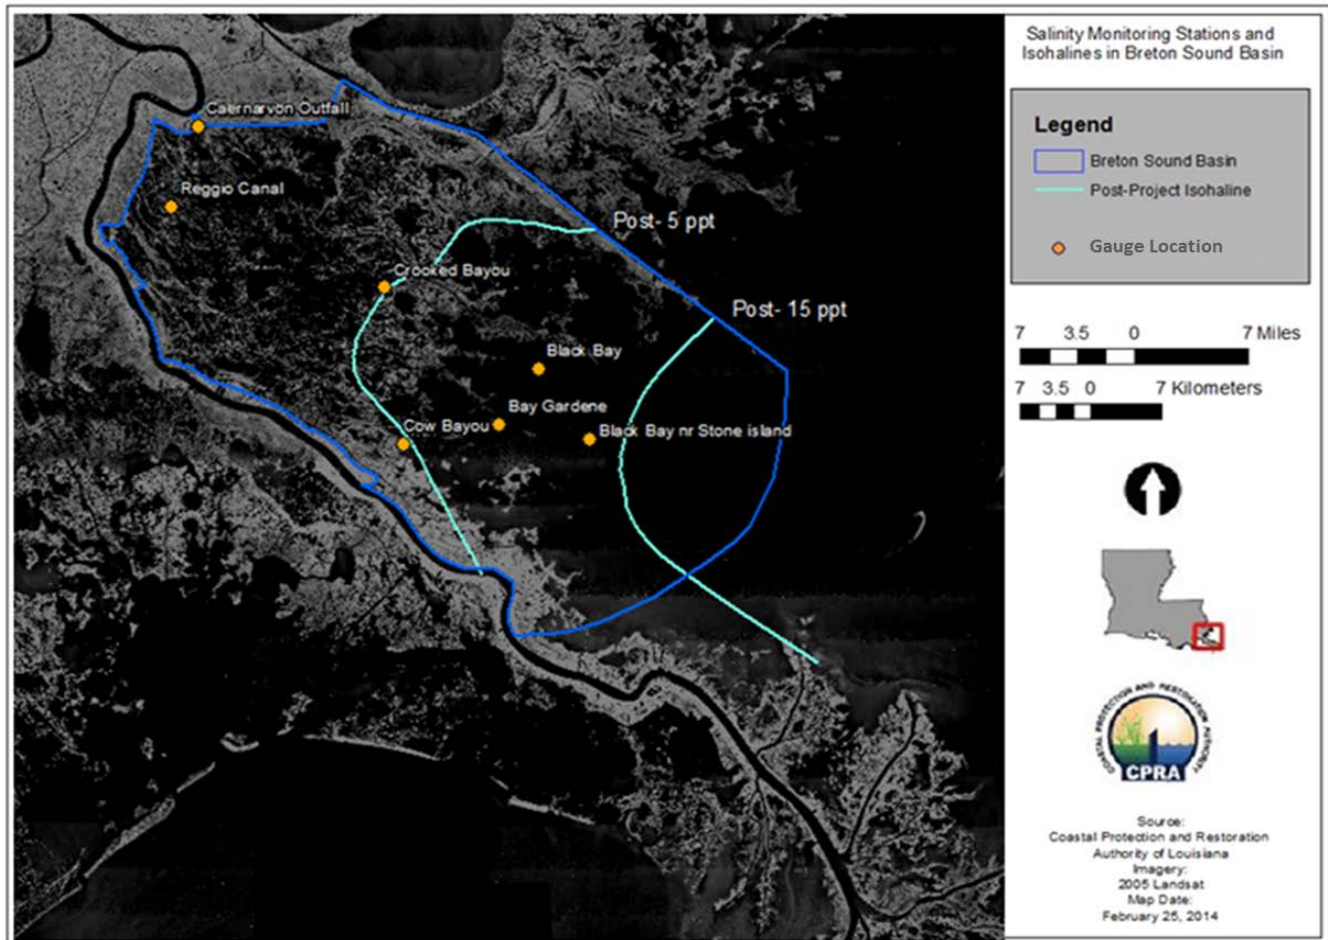 Salinity Monitoring Stations and
Isohalines in Breton Sound Basin
Legend
Breton Sound Basin
Post-Project Isohaline
Gauge Location
7 3.5 0 7 Miles
7 3.5 0 7 Kilometers
COASTAL PROTECTION AND RESTORATION AUTHORITY
CPRA
Source:
Coastal Protection and Restoration
Authority of Louisiana
Imagery:
2005 Landsat
Map Date:
February 25, 2014
Caernarvon Outfall
Reggio Canal
Post- 5 ppt
Crooked Bayou
Post- 15 ppt
Black Bay
Bay Gardene
Cow Bayou
Black Bay nr Stone island